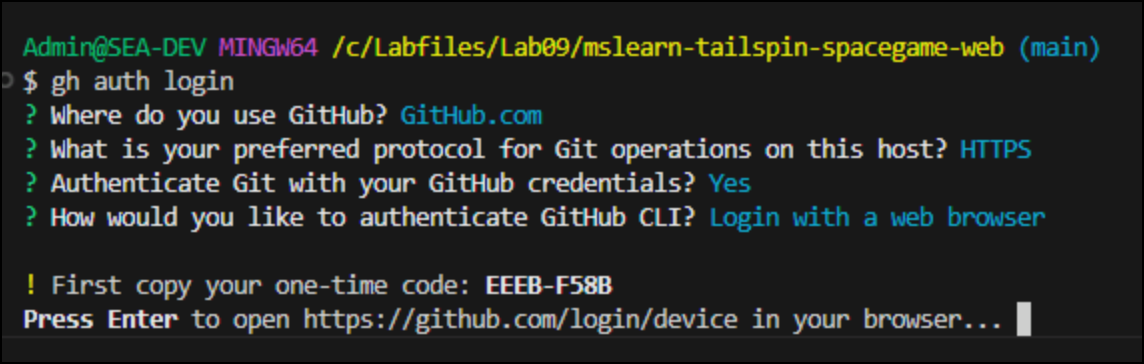 Admin@SEA-DEV MINGW64 /c/Labfiles/Lab09/mslearn-tailspin-spacegame-web (main)
$ gh auth login
? Where do you use GitHub? GitHub.com
? What is your preferred protocol for Git operations on this host? HTTPS
? Authenticate Git with your GitHub credentials? Yes
? How would you like to authenticate GitHub CLI? Login with a web browser
! First copy your one-time code: EEEB-F58B
Press Enter to open https://github.com/login/device in your browser...